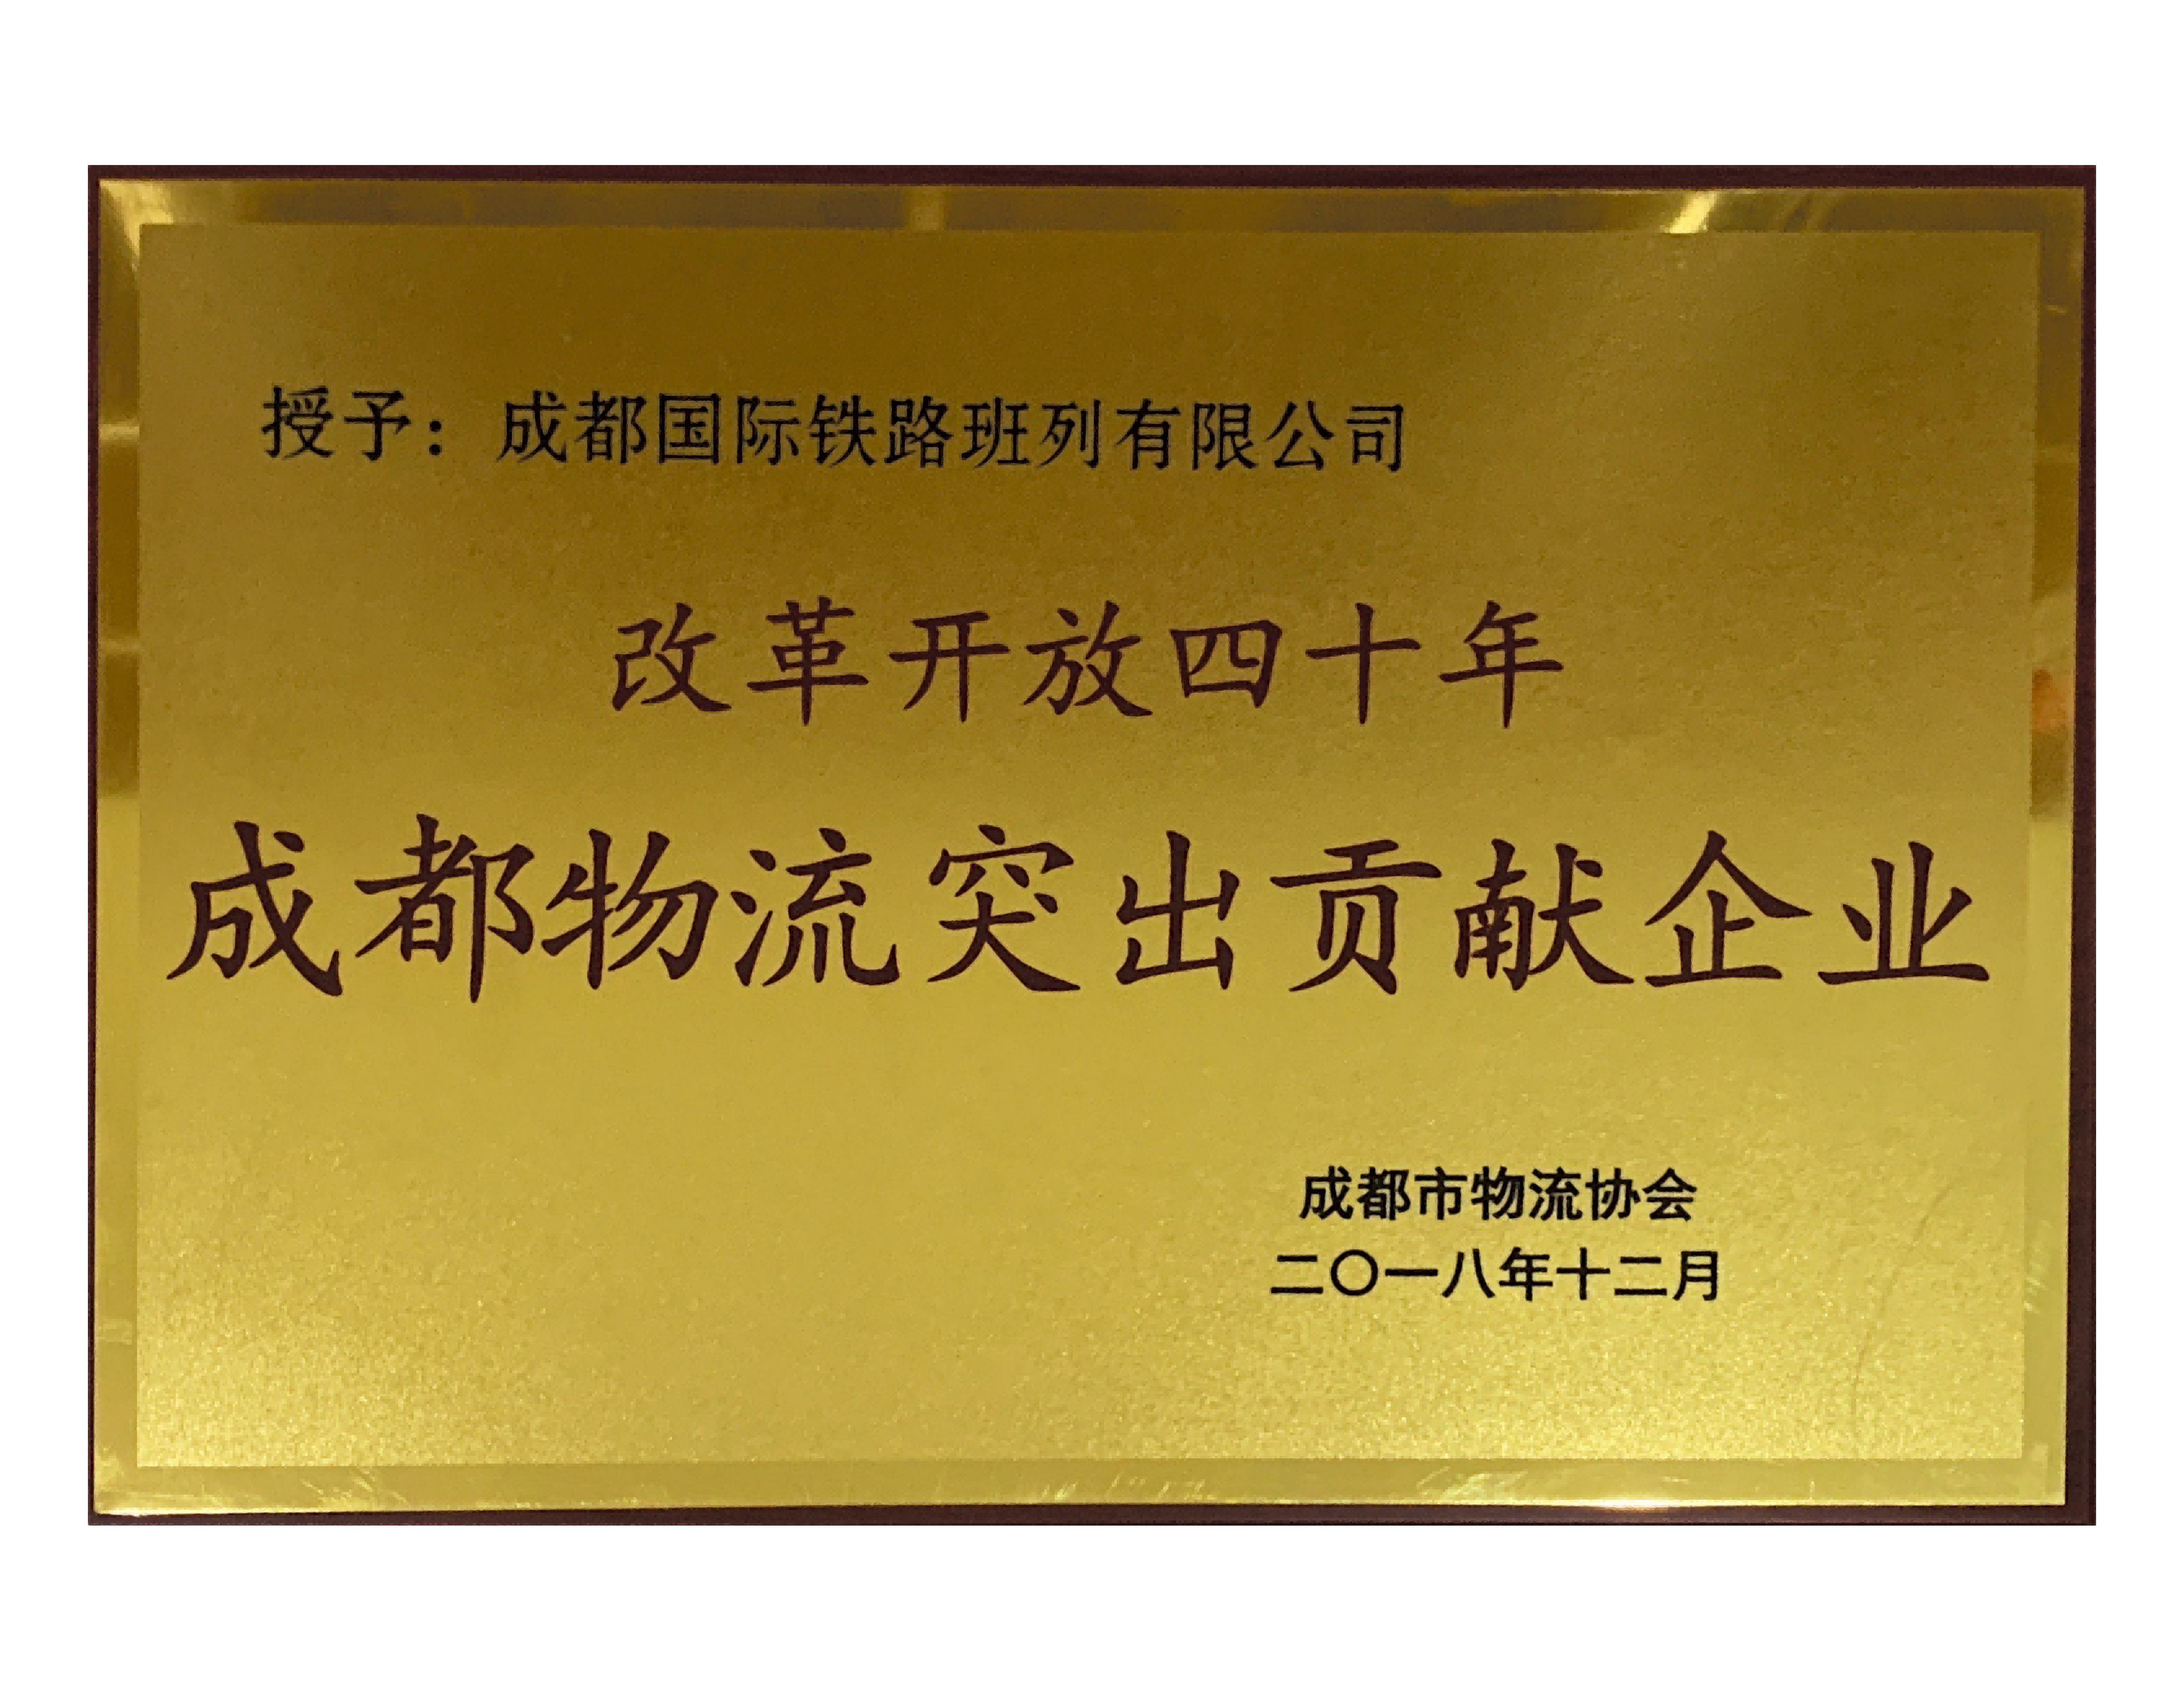 授予：成都国际铁路班列有限公司
改革开放四十年
成都物流突出贡献企业
成都市物流协会
二〇一八年十二月